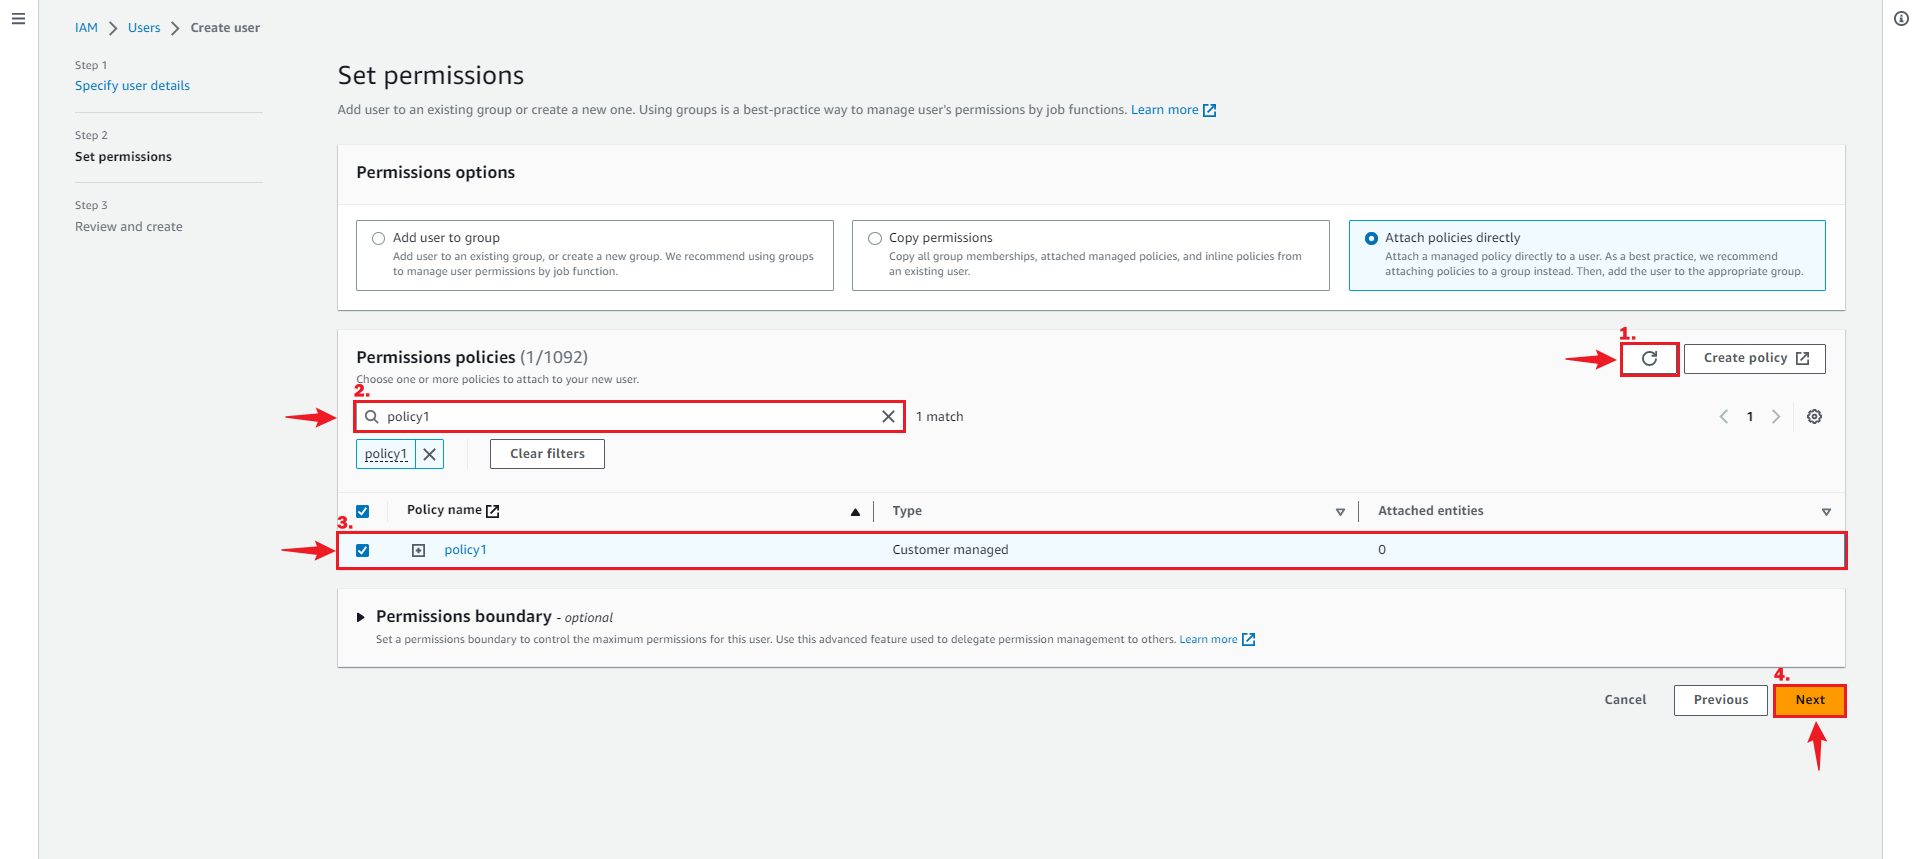 IAM > Users > Create user
Step 1
Specify user details
Step 2
Set permissions
Step 3
Review and create
Set permissions
Add user to an existing group or create a new one. Using groups is a best-practice way to manage user's permissions by job functions. Learn more
Permissions options
Add user to group
Add user to an existing group, or create a new group. We recommend using groups
to manage user permissions by job function.
Copy permissions
Copy all group memberships, attached managed policies, and inline policies from
an existing user.
Attach policies directly
Attach a managed policy directly to a user. As a best practice, we recommend
attaching policies to a group instead. Then, add the user to the appropriate group.
Permissions policies (1/1092)
Choose one or more policies to attach to your new user.
1.
Create policy
2.
policy1
1 match
1
policy1
Clear filters
Policy name
Type
Attached entities
3.
policy1
Customer managed
0
Permissions boundary - optional
Set a permissions boundary to control the maximum permissions for this user. Use this advanced feature used to delegate permission management to others. Learn more
4.
Cancel
Previous
Next